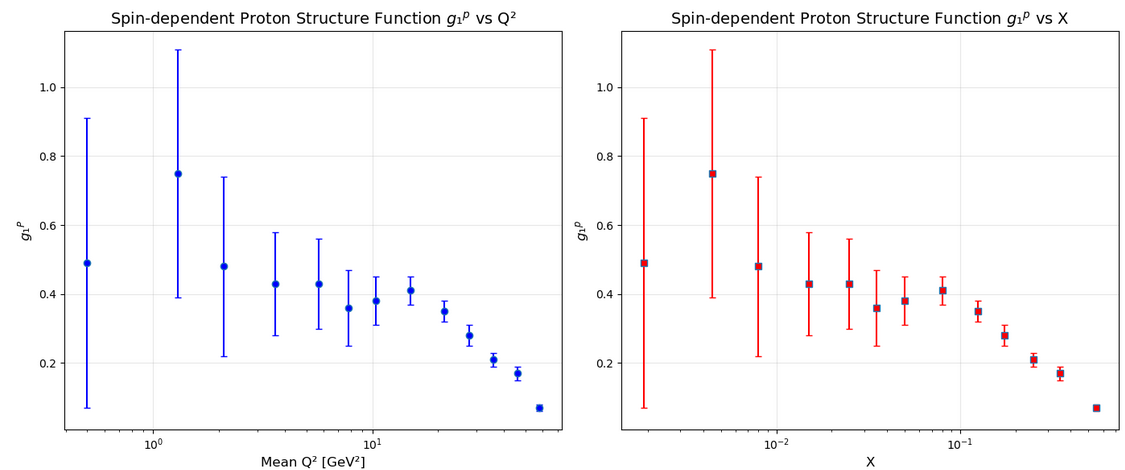 Spin-dependent Proton Structure Function g₁ᵖ vs Q²
Spin-dependent Proton Structure Function g₁ᵖ vs X
1.0
0.8
0.6
0.4
0.2
g₁ᵖ
10⁰
10¹
Mean Q² [GeV²]
1.0
0.8
0.6
0.4
0.2
g₁ᵖ
10⁻²
10⁻¹
X